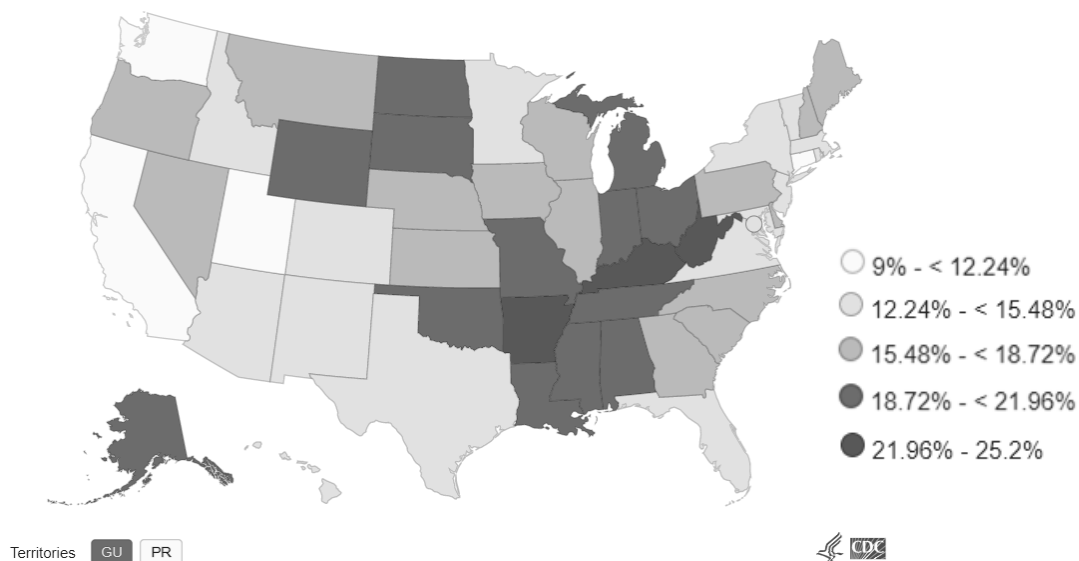 9% - < 12.24%
12.24% - < 15.48%
15.48% - < 18.72%
18.72% - < 21.96%
21.96% - 25.2%
Territories GU PR
CDC